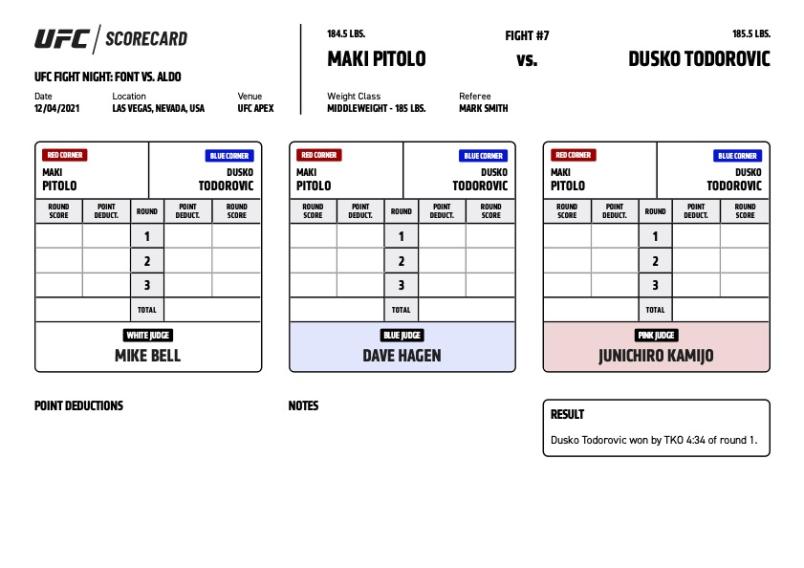 UFC / SCORECARD
UFC FIGHT NIGHT: FONT VS. ALDO
Date Location Venue
12/04/2021 LAS VEGAS, NEVADA, USA UFC APEX
184.5 LBS. FIGHT #7 185.5 LBS.
MAKI PITOLO VS. DUSKO TODOROVIC
Weight Class Referee
MIDDLEWEIGHT - 185 LBS. MARK SMITH
RED CORNER BLUE CORNER
MAKI DUSKO
PITOLO TODOROVIC
ROUND SCORE POINT DEDUCT. ROUND POINT DEDUCT. ROUND SCORE
1
2
3
TOTAL
WHITE JUDGE
MIKE BELL
RED CORNER BLUE CORNER
MAKI DUSKO
PITOLO TODOROVIC
ROUND SCORE POINT DEDUCT. ROUND POINT DEDUCT. ROUND SCORE
1
2
3
TOTAL
BLUE JUDGE
DAVE HAGEN
RED CORNER BLUE CORNER
MAKI DUSKO
PITOLO TODOROVIC
ROUND SCORE POINT DEDUCT. ROUND POINT DEDUCT. ROUND SCORE
1
2
3
TOTAL
PINK JUDGE
JUNICHIRO KAMIJO
POINT DEDUCTIONS
NOTES
RESULT
Dusko Todorovic won by TKO 4:34 of round 1.